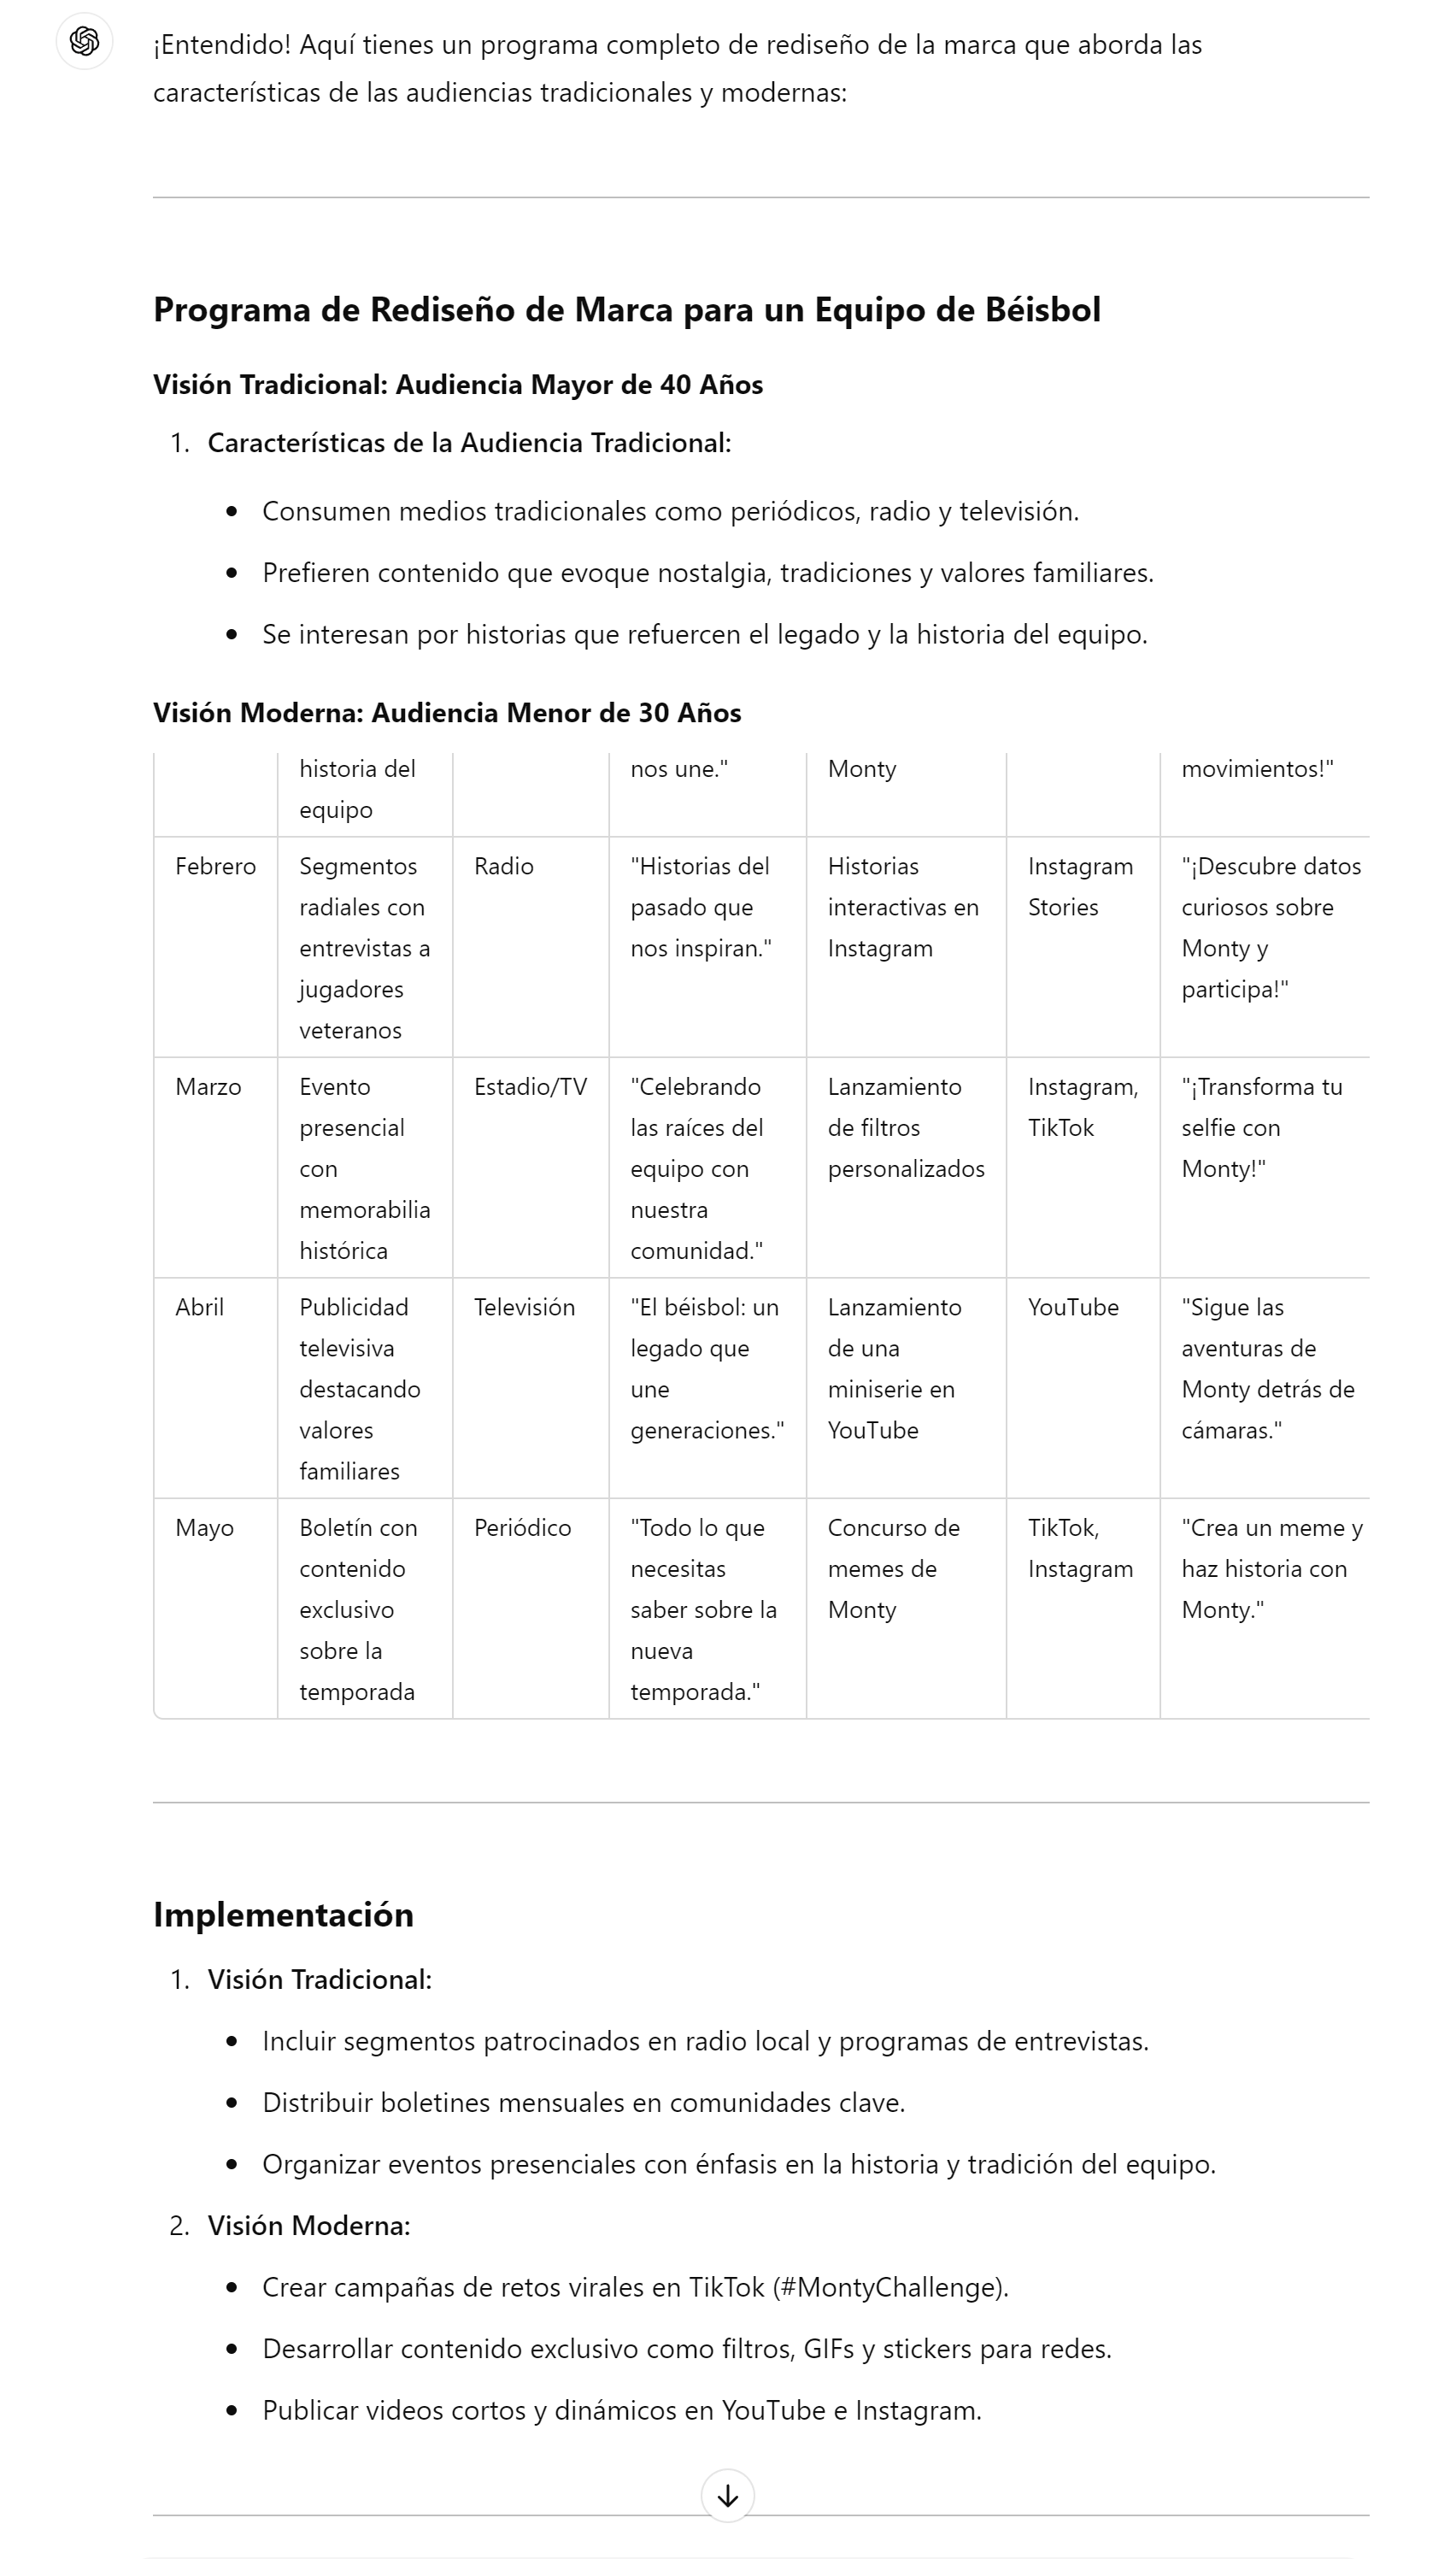 ¡Entendido! Aquí tienes un programa completo de rediseño de la marca que aborda las
características de las audiencias tradicionales y modernas:
Programa de Rediseño de Marca para un Equipo de Béisbol
Visión Tradicional: Audiencia Mayor de 40 Años
1. Características de la Audiencia Tradicional:
• Consumen medios tradicionales como periódicos, radio y televisión.
• Prefieren contenido que evoque nostalgia, tradiciones y valores familiares.
• Se interesan por historias que refuercen el legado y la historia del equipo.
Visión Moderna: Audiencia Menor de 30 Años
historia del
equipo
nos une."
Monty
movimientos!"
Febrero
Segmentos
radiales con
entrevistas a
jugadores
veteranos
Radio
"Historias del
pasado que
nos inspiran."
Historias
interactivas en
Instagram
Instagram
Stories
"¡Descubre datos
curiosos sobre
Monty y
participa!"
Marzo
Evento
presencial
con
memorabilia
histórica
Estadio/TV
"Celebrando
las raíces del
equipo con
nuestra
comunidad."
Lanzamiento
de filtros
personalizados
Instagram,
TikTok
"¡Transforma tu
selfie con
Monty!"
Abril
Publicidad
televisiva
destacando
valores
familiares
Televisión
"El béisbol: un
legado que
une
generaciones."
Lanzamiento
de una
miniserie en
YouTube
YouTube
"Sigue las
aventuras de
Monty detrás de
cámaras."
Mayo
Boletín con
contenido
exclusivo
sobre la
temporada
Periódico
"Todo lo que
necesitas
saber sobre la
nueva
temporada."
Concurso de
memes de
Monty
TikTok,
Instagram
"Crea un meme y
haz historia con
Monty."
Implementación
1. Visión Tradicional:
• Incluir segmentos patrocinados en radio local y programas de entrevistas.
• Distribuir boletines mensuales en comunidades clave.
• Organizar eventos presenciales con énfasis en la historia y tradición del equipo.
2. Visión Moderna:
• Crear campañas de retos virales en TikTok (#MontyChallenge).
• Desarrollar contenido exclusivo como filtros, GIFs y stickers para redes.
• Publicar videos cortos y dinámicos en YouTube e Instagram.